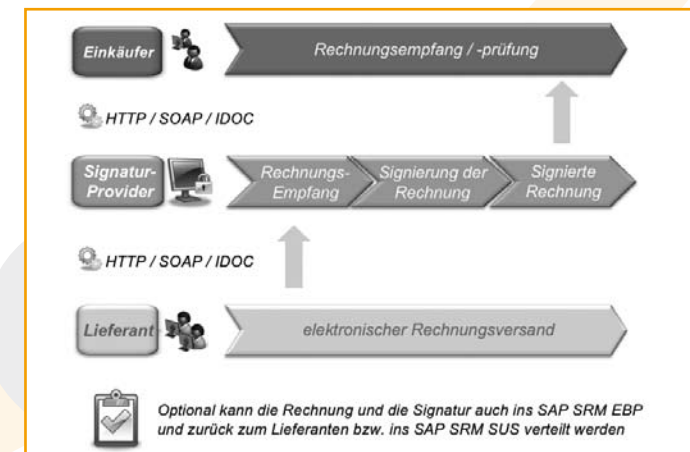 Einkäufer
Rechnungsempfang / -prüfung
HTTP / SOAP / IDOC
Signatur-
Provider
Rechnungs-
Empfang
Signierung der
Rechnung
Signierte
Rechnung
HTTP / SOAP / IDOC
Lieferant
elektronischer Rechnungsversand
Optional kann die Rechnung und die Signatur auch ins SAP SRM EBP
und zurück zum Lieferanten bzw. ins SAP SRM SUS verteilt werden